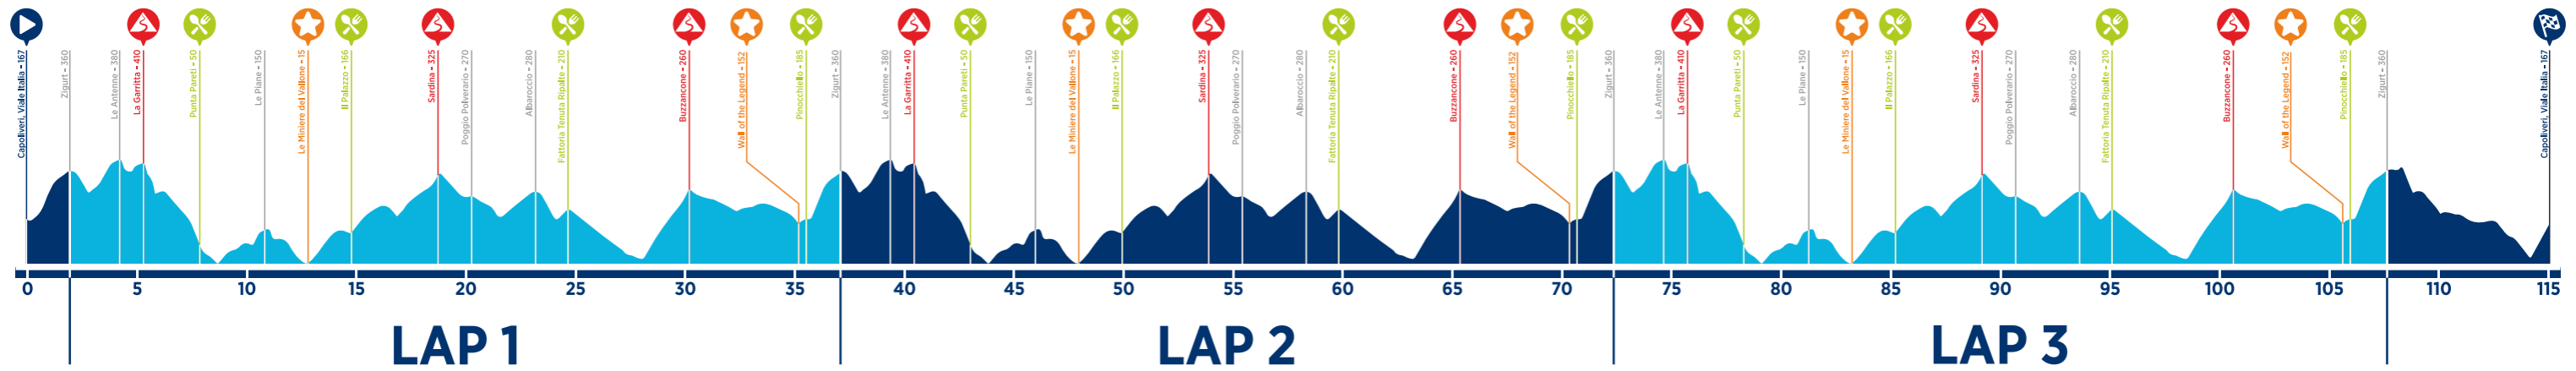 Capoliveri, Viale Italia - 167
Zigurt - 360
Le Antenne - 380
La Garritta - 410
Punta Pareti - 50
Le Piane - 150
Le Miniere del Vallone - 15
Il Palazzo - 166
Sardina - 325
Poggio Polverario - 270
Albaroccio - 280
Fattoria Tenuta Ripalte - 210
Buzzancone - 260
Wall of the Legend - 152
Pinocchiello - 185
Zigurt - 360
Le Antenne - 380
La Garritta - 410
Punta Pareti - 50
Le Piane - 150
Le Miniere del Vallone - 15
Il Palazzo - 166
Sardina - 325
Poggio Polverario - 270
Albaroccio - 280
Fattoria Tenuta Ripalte - 210
Buzzancone - 260
Wall of the Legend - 152
Pinocchiello - 185
Zigurt - 360
Le Antenne - 380
La Garritta - 410
Punta Pareti - 50
Le Piane - 150
Le Miniere del Vallone - 15
Il Palazzo - 166
Sardina - 325
Poggio Polverario - 270
Albaroccio - 280
Fattoria Tenuta Ripalte - 210
Buzzancone - 260
Wall of the Legend - 152
Pinocchiello - 185
Zigurt - 360
Capoliveri, Viale Italia - 167
0 5 10 15 20 25 30 35 40 45 50 55 60 65 70 75 80 85 90 95 100 105 110 115
LAP 1 LAP 2 LAP 3